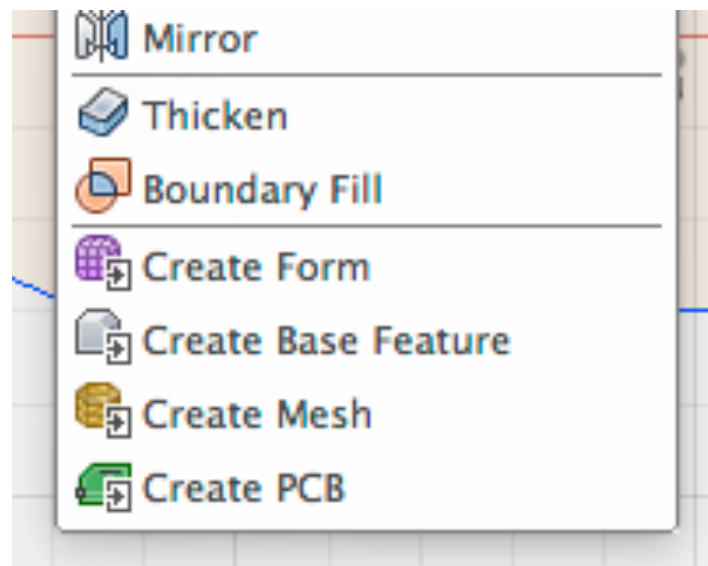 Mirror
Thicken
Boundary Fill
Create Form
Create Base Feature
Create Mesh
Create PCB